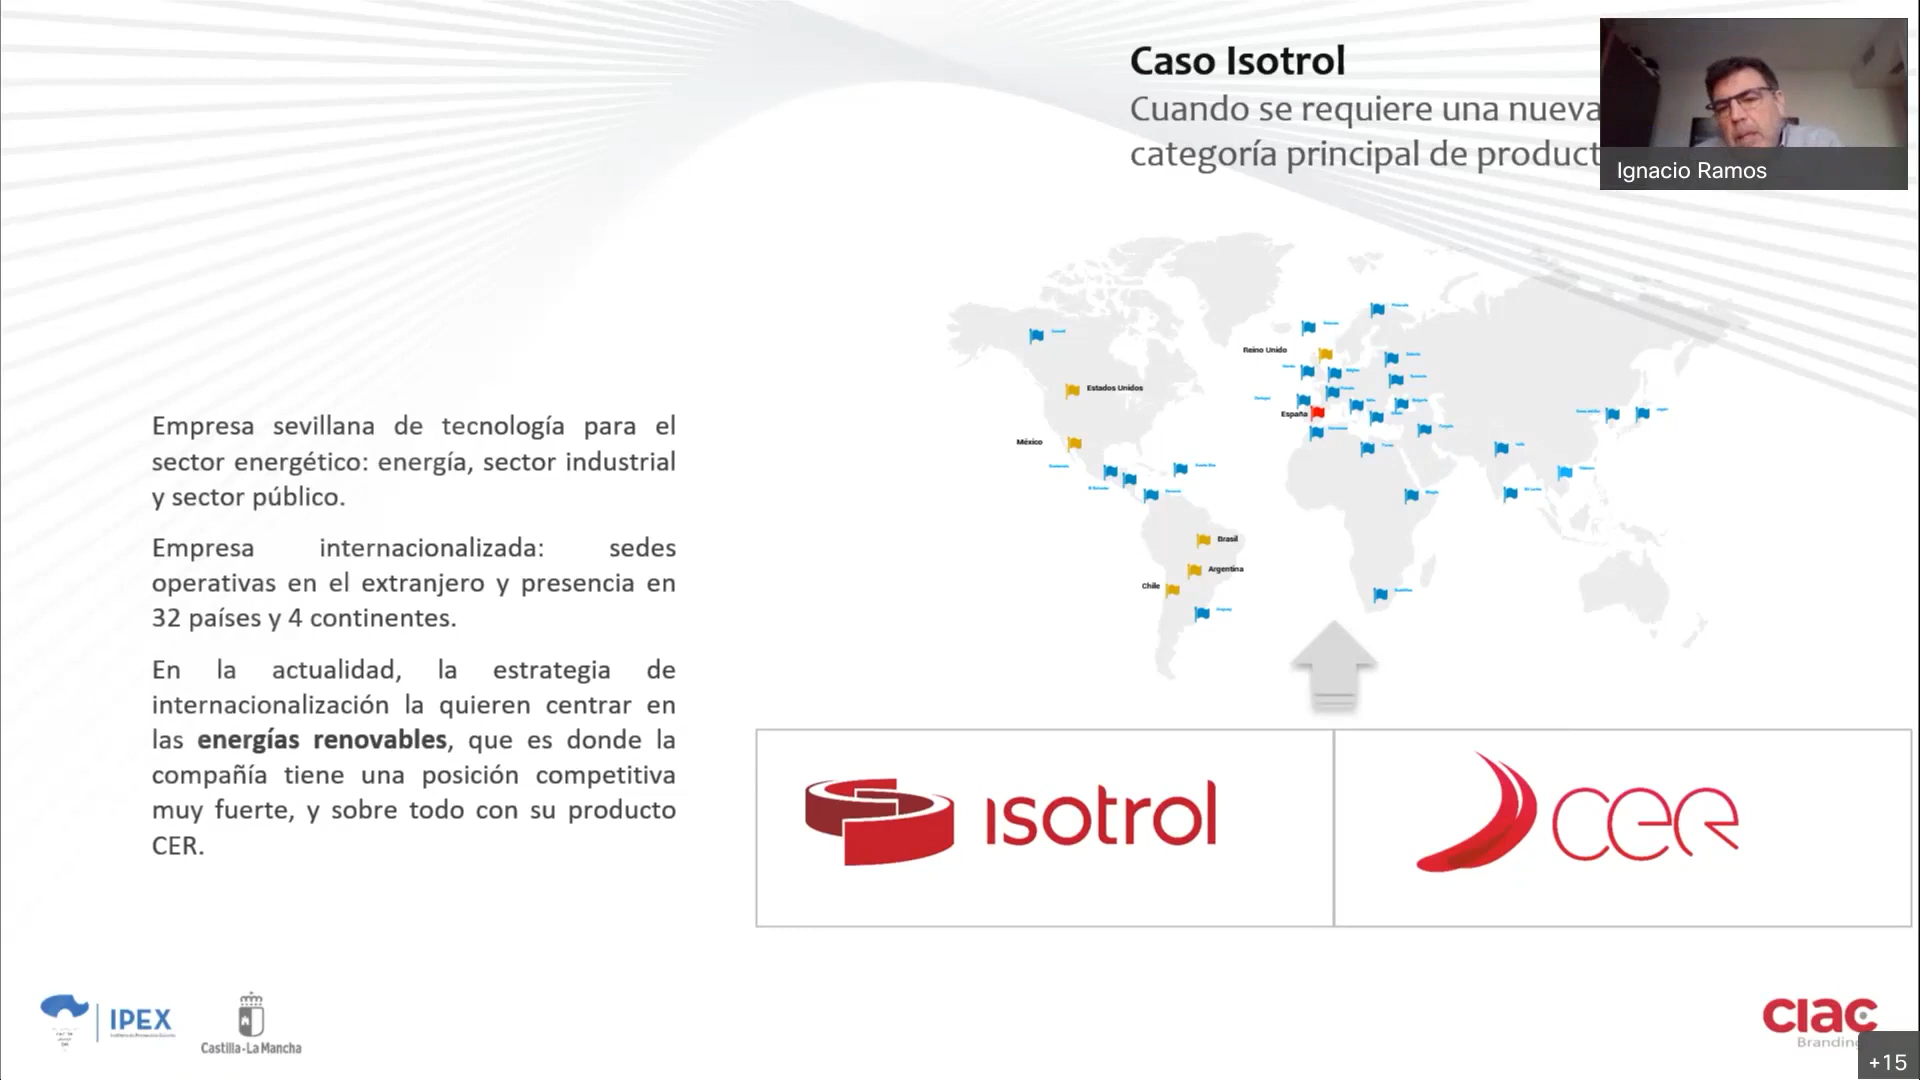 Caso Isotrol
Cuando se requiere una nueva
categoría principal de product
Ignacio Ramos
Empresa sevillana de tecnología para el
sector energético: energía, sector industrial
y sector público.
Empresa internacionalizada: sedes
operativas en el extranjero y presencia en
32 países y 4 continentes.
En la actualidad, la estrategia de
internacionalización la quieren centrar en
las energías renovables, que es donde la
compañía tiene una posición competitiva
muy fuerte, y sobre todo con su producto
CER.
Reino Unido
Estados Unidos
España
México
Brasil
Argentina
Chile
isotrol
cer
IPEX
Castilla-La Mancha
CIAC
Branding
+15